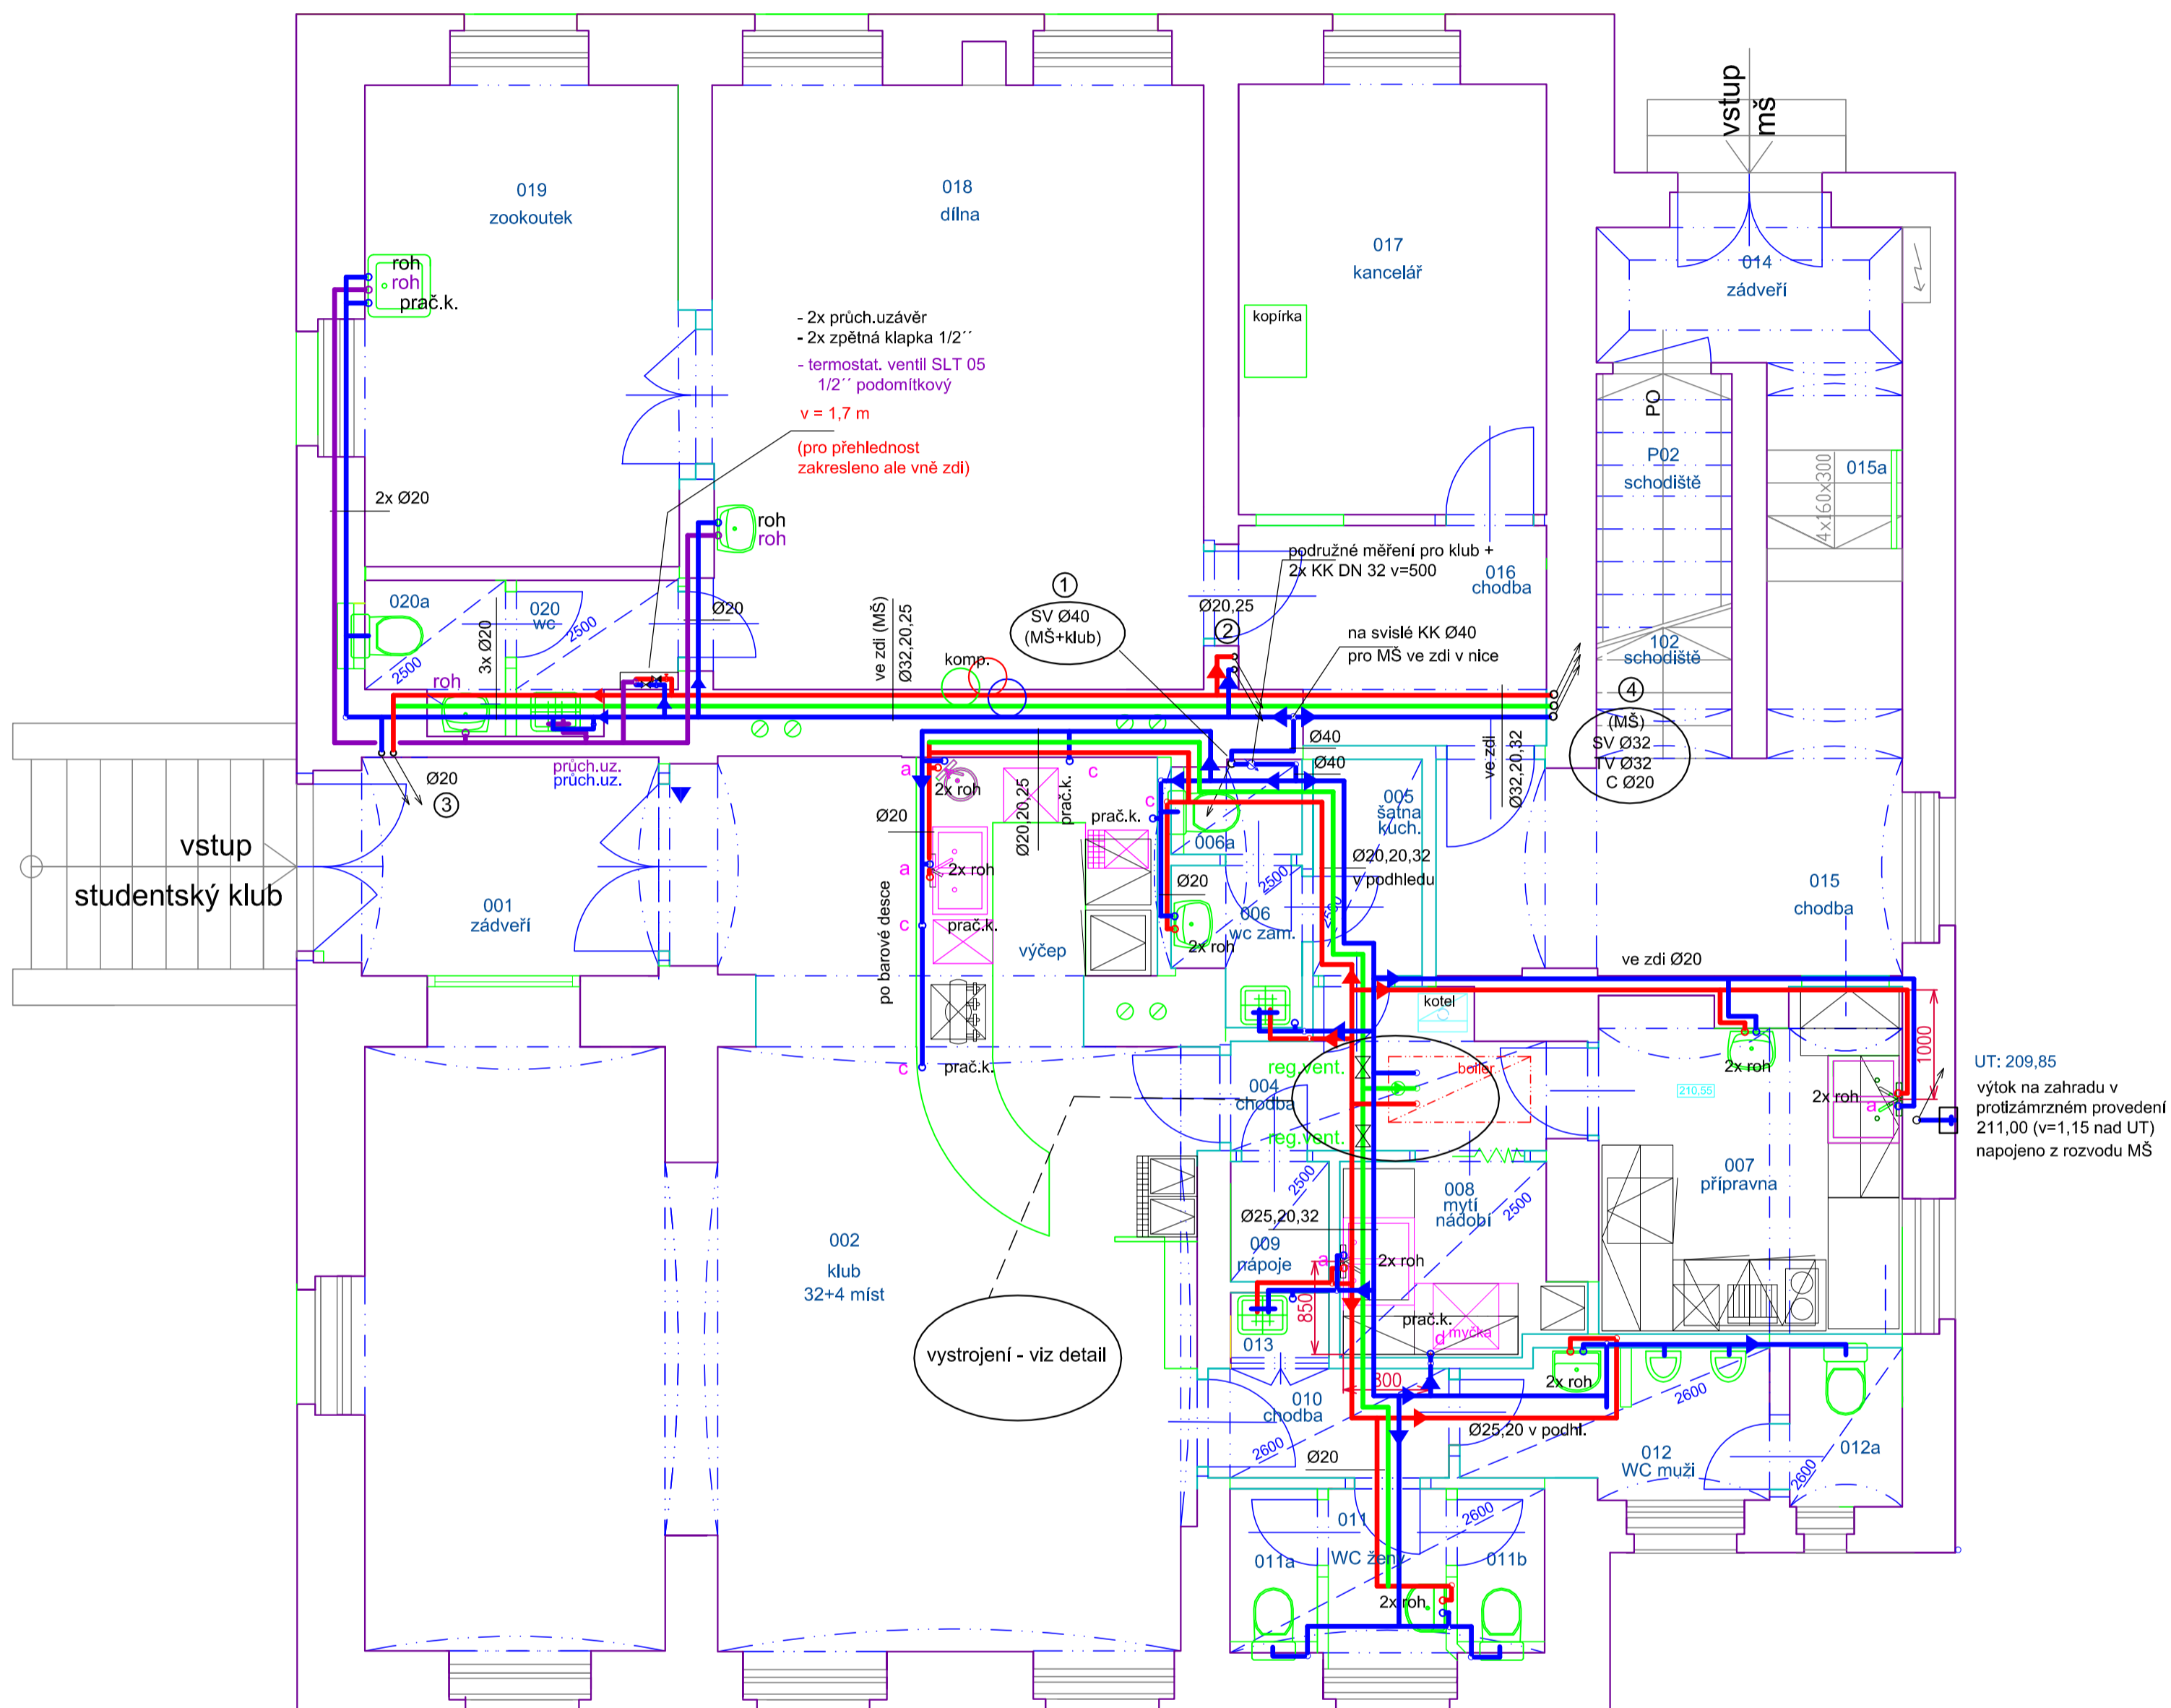 vstup
mš
019
zookoutek
018
dílna
017
kancelář
014
zádveří
roh
roh
prač.k.
- 2x průch.uzávěr
- 2x zpětná klapka 1/2´´
- termostat. ventil SLT 05
1/2´´ podomítkový
v = 1,7 m
(pro přehlednost
zakresleno ale vně zdi)
kopírka
PO
P02
schodiště
015a
4x160x300
2x Ø20
roh
roh
podružné měření pro klub +
2x KK DN 32 v=500
016
chodba
020a
020
wc
2500
2500
3x Ø20
Ø20
ve zdi (MŠ)
Ø32,20,25
1
SV Ø40
(MŠ+klub)
Ø20,25
2
na svislé KK Ø40
pro MŠ ve zdi v nice
102
schodiště
komp.
roh
4
(MŠ)
SV Ø32
TV Ø32
C Ø20
Ø40
Ø40
ve zdi
Ø32,20,32
průch.uz.
průch.uz.
Ø20
3
a
2x roh
c
prač.k.
Ø20,20,25
Ø20
c
prač.k.
005
šatna
kuch.
006a
Ø20,20,32
v podhledu
vstup
studentský klub
001
zádveří
a
2x roh
Ø20
2500
2500
015
chodba
c
prač.k.
výčep
006
wc zam.
2x roh
po barové desce
ve zdi Ø20
kotel
c
prač.k.
reg.vent.
boiler
004
chodba
reg.vent.
2x roh
210,55
2x roh
a
1000
UT: 209,85
výtok na zahradu v
protizámrzném provedení
211,00 (v=1,15 nad UT)
napojeno z rozvodu MŠ
007
přípravna
2500
008
mytí
nádobí
2500
Ø25,20,32
009
nápoje
a
2x roh
002
klub
32+4 míst
850
013
prač.k.
d
myčka
vystrojení - viz detail
800
2x roh
2600
010
chodba
2600
Ø25,20 v podhl.
Ø20
012
WC muži
012a
2600
011
2600
011a
WC ženy
011b
2x roh